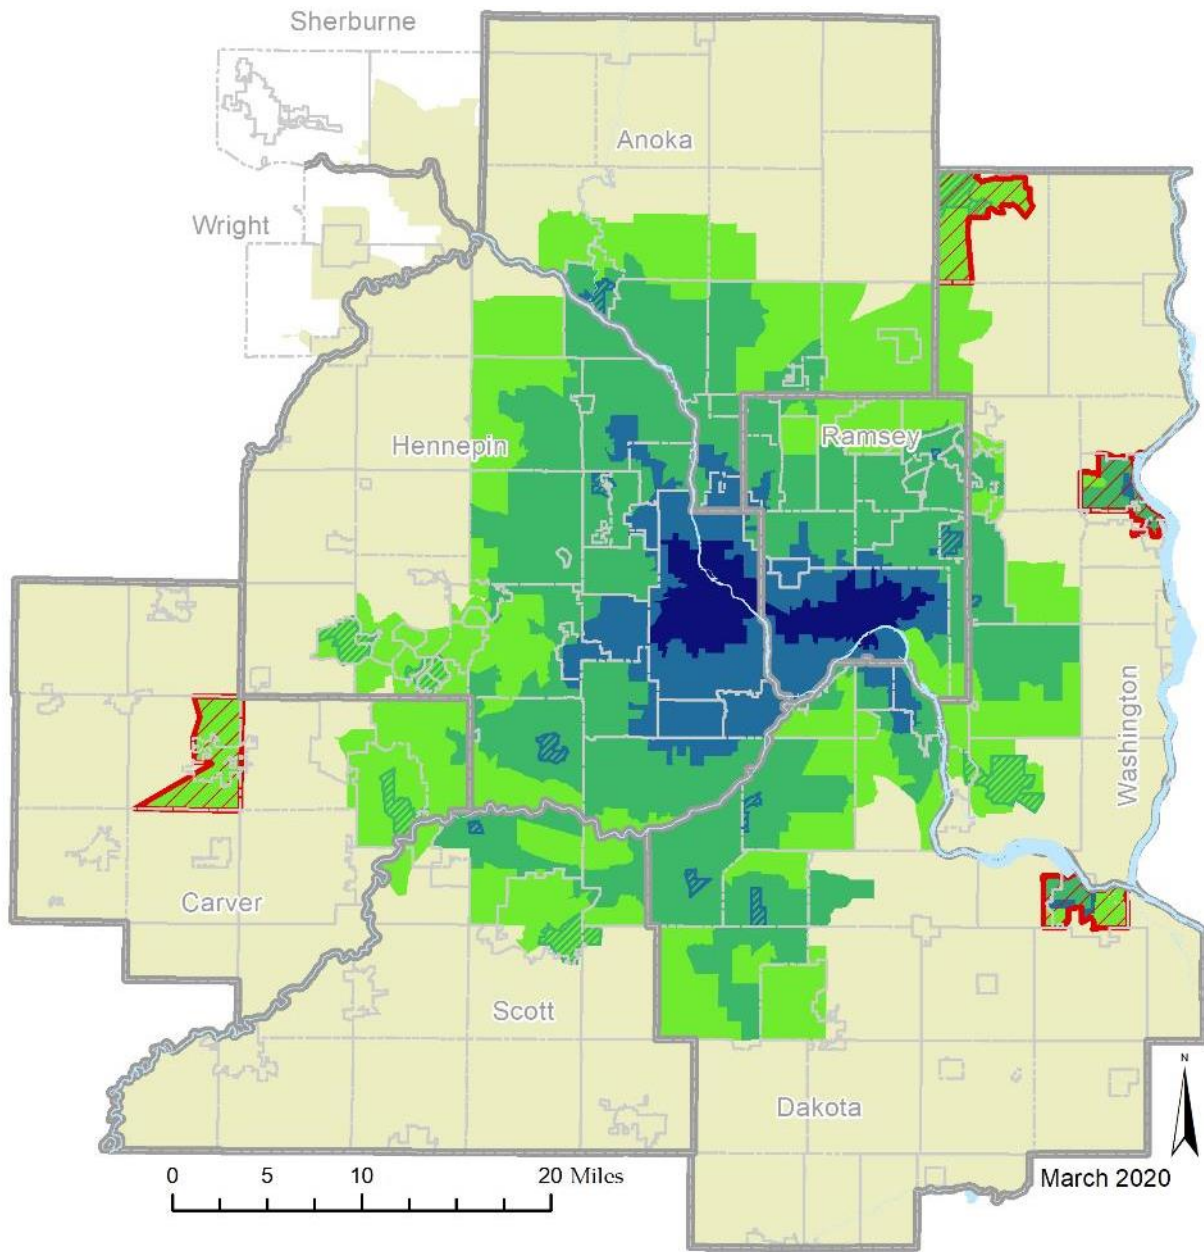 Sherburne
Anoka
Wright
Hennepin
Ramsey
Washington
Carver
Scott
Dakota
N
0 5 10 20 Miles
March 2020